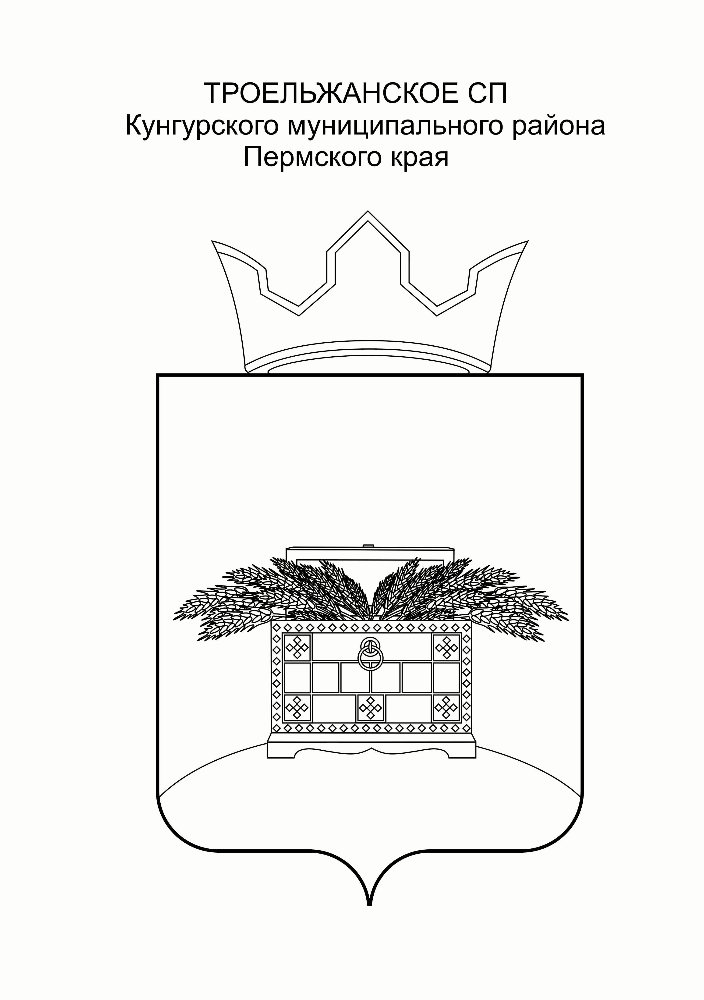 ТРОЕЛЬЖАНСКОЕ СП
Кунгурского муниципального района
Пермского края